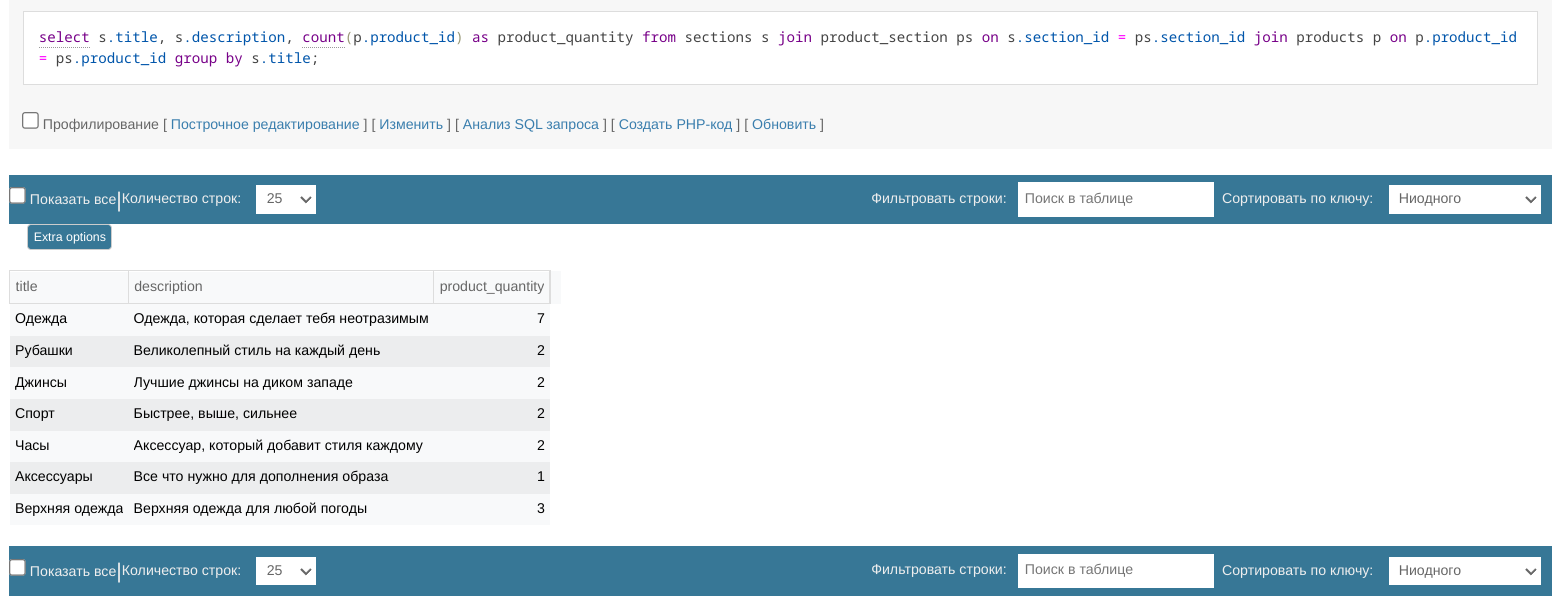 select s.title, s.description, count(p.product_id) as product_quantity from sections s join product_section ps on s.section_id = ps.section_id join products p on p.product_id
= ps.product_id group by s.title;
Профилирование [ Построчное редактирование ] [ Изменить ] [ Анализ SQL запроса ] [ Создать PHP-код ] [ Обновить ]
Показать все Количество строк: 25 Фильтровать строки: Поиск в таблице Сортировать по ключу: Ниодного
Extra options
title description product_quantity
Одежда Одежда, которая сделает тебя неотразимым 7
Рубашки Великолепный стиль на каждый день 2
Джинсы Лучшие джинсы на диком западе 2
Спорт Быстрее, выше, сильнее 2
Часы Аксессуар, который добавит стиля каждому 2
Аксессуары Все что нужно для дополнения образа 1
Верхняя одежда Верхняя одежда для любой погоды 3
Показать все Количество строк: 25 Фильтровать строки: Поиск в таблице Сортировать по ключу: Ниодного